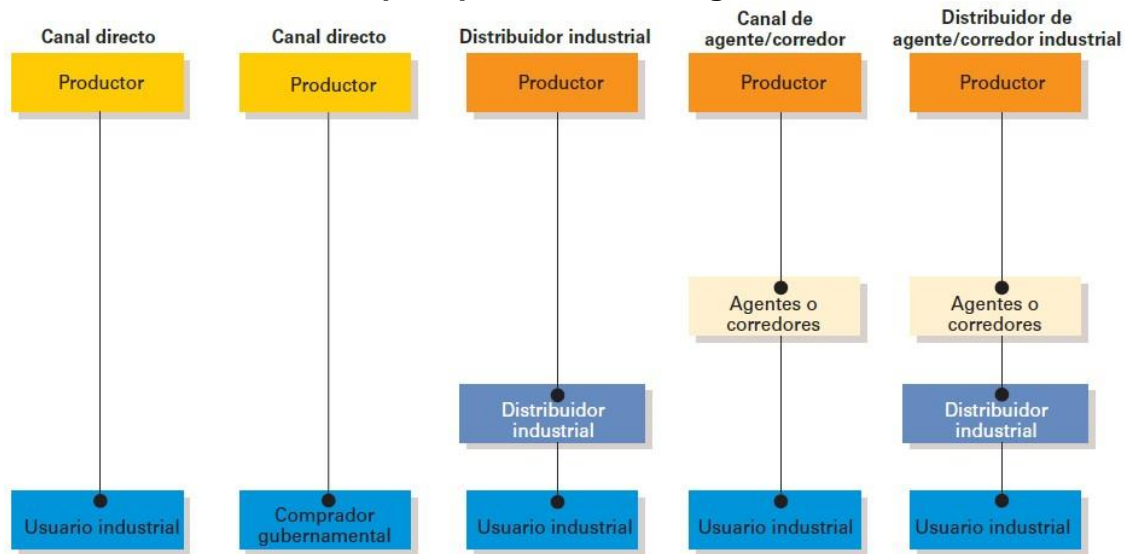 Canal directo
Productor
Usuario industrial
Canal directo
Productor
Comprador
gubernamental
Distribuidor industrial
Productor
Distribuidor
industrial
Usuario industrial
Canal de
agente/corredor
Productor
Agentes o
corredores
Usuario industrial
Distribuidor de
agente/corredor industrial
Productor
Agentes o
corredores
Distribuidor
industrial
Usuario industrial